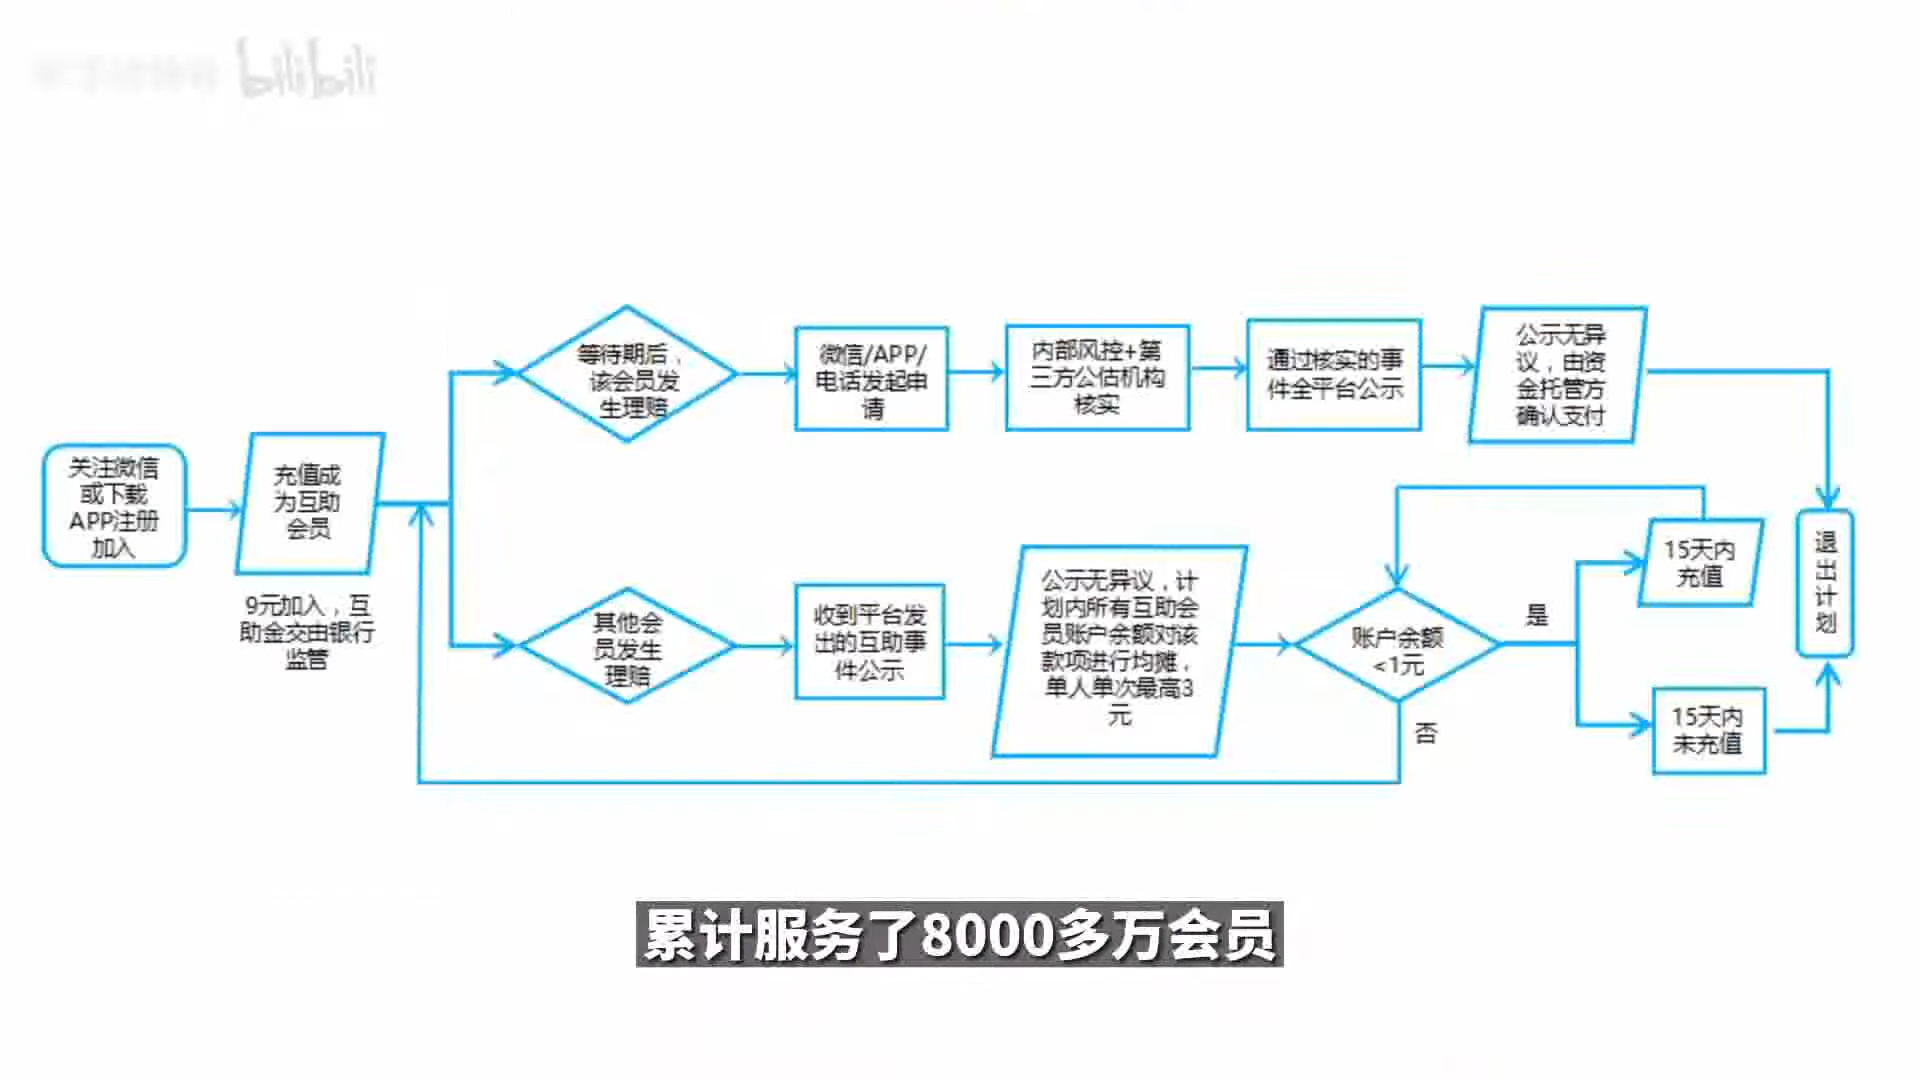 bilibili
等待期后，
该会员发
生理赔
微信/APP/
电话发起申
请
内部风控+第
三方公估机构
核实
通过核实的事
件全平台公示
公示无异
议，由资
金托管方
确认支付
关注微信
或下载
APP注册
加入
充值成
为互助
会员
9元加入，互
助金交由银行
监管
其他会
员发生
理赔
收到平台发
出的互助事
件公示
公示无异议，计
划内所有互助会
员账户余额对该
款项进行均摊，
单人单次最高3
元
账户余额
<1元
是
否
15天内
充值
15天内
未充值
退出计划
累计服务了8000多万会员